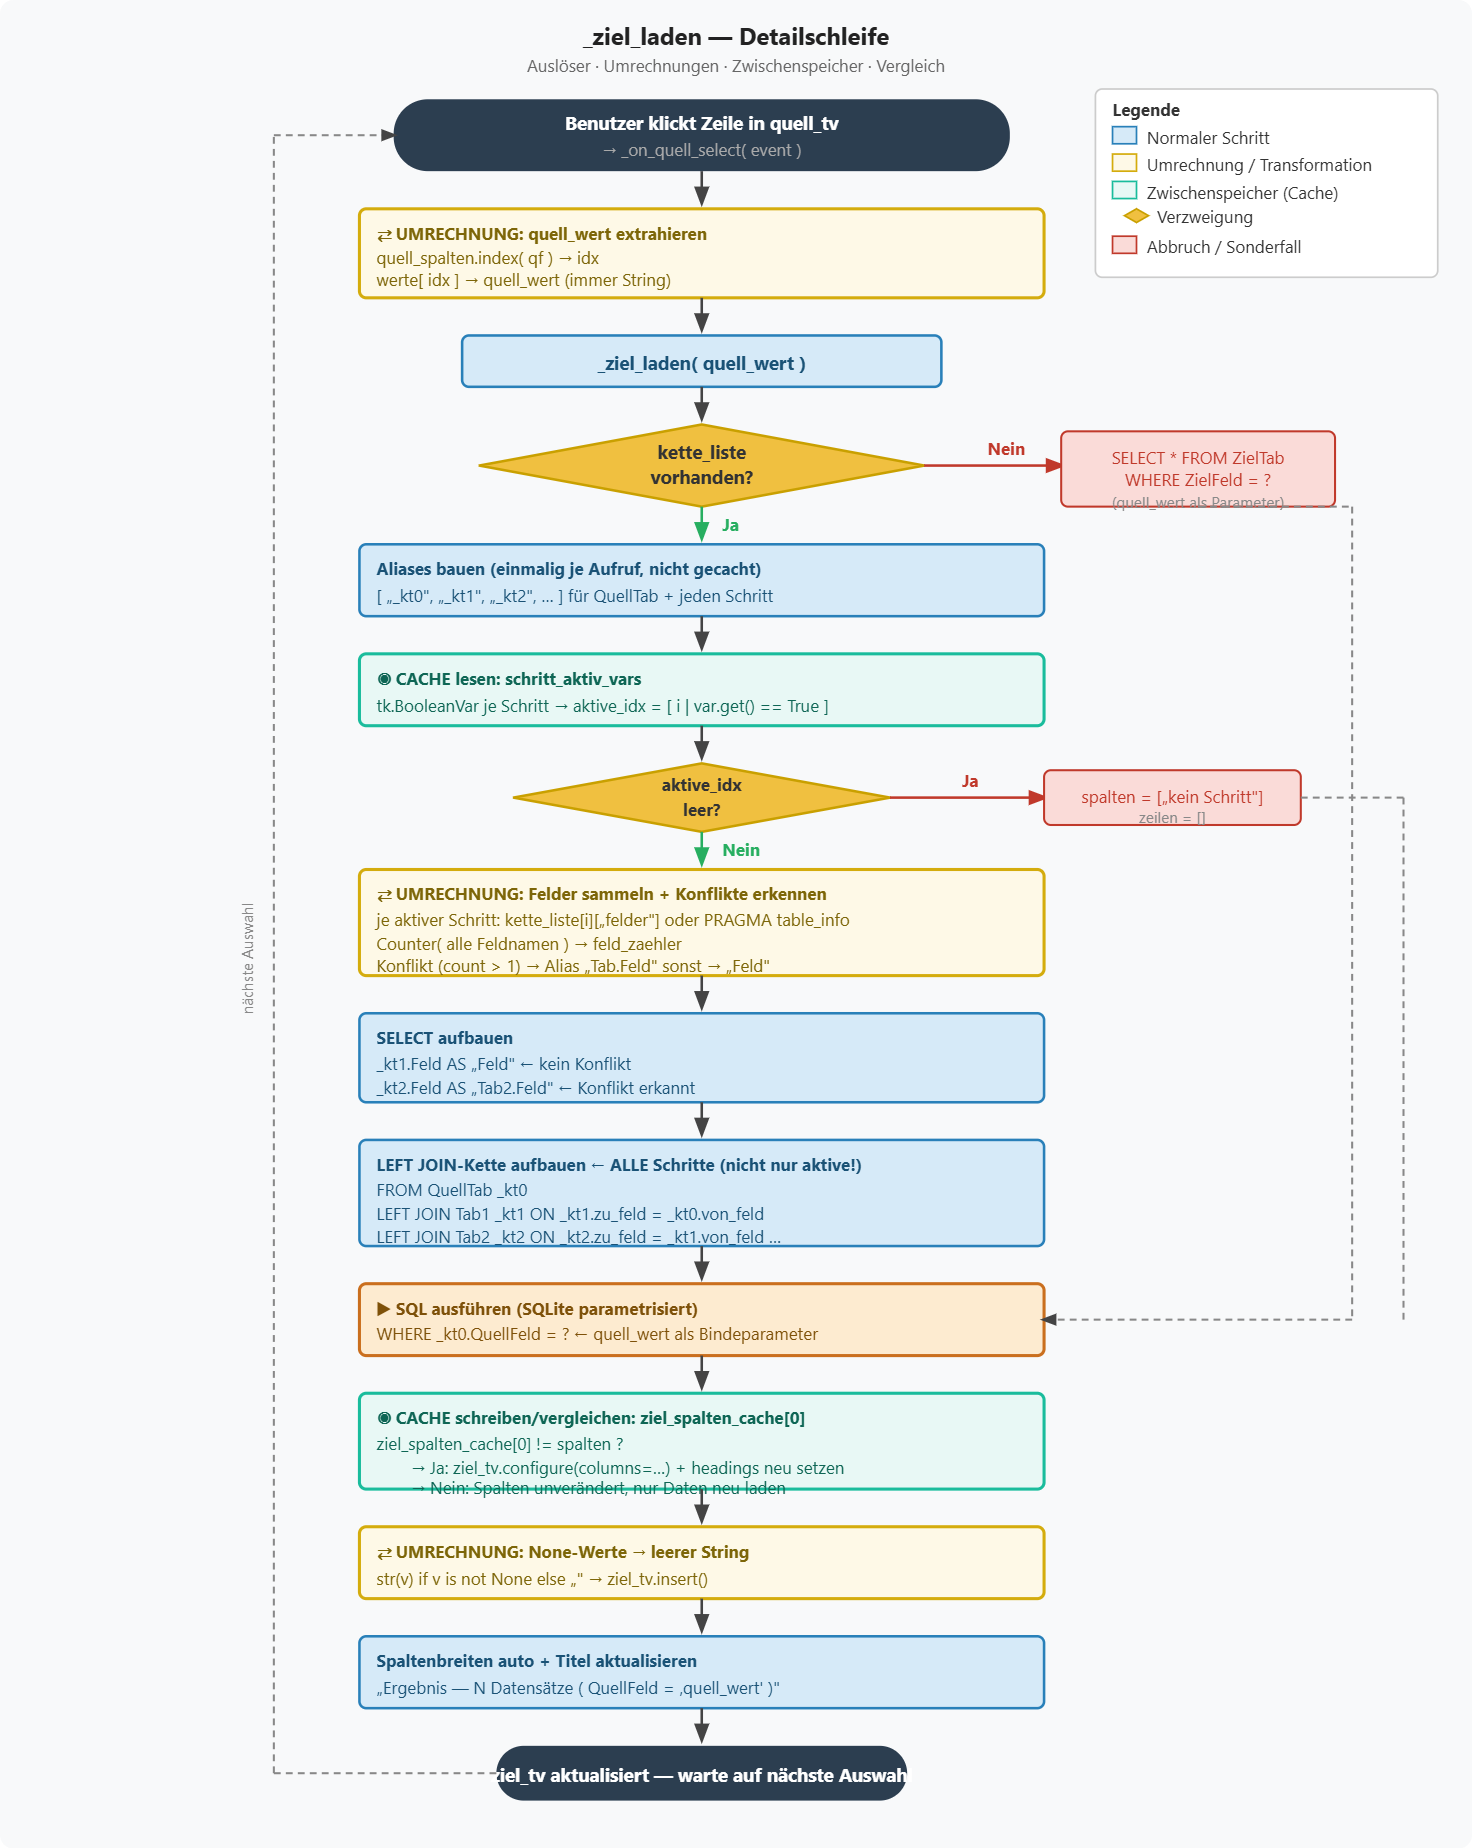 _ziel_laden — Detailschleife
Auslöser · Umrechnungen · Zwischenspeicher · Vergleich
Legende
Normaler Schritt
Umrechnung / Transformation
Zwischenspeicher (Cache)
Verzweigung
Abbruch / Sonderfall
Benutzer klickt Zeile in quell_tv
→ _on_quell_select( event )
⇄ UMRECHNUNG: quell_wert extrahieren
quell_spalten.index( qf ) → idx
werte[ idx ] → quell_wert (immer String)
_ziel_laden( quell_wert )
kette_liste
vorhanden?
Nein
SELECT * FROM ZielTab
WHERE ZielFeld = ?
(quell_wert als Parameter)
Ja
Aliases bauen (einmalig je Aufruf, nicht gecacht)
[ „_kt0", „_kt1", „_kt2", … ] für QuellTab + jeden Schritt
◉ CACHE lesen: schritt_aktiv_vars
tk.BooleanVar je Schritt → aktive_idx = [ i | var.get() == True ]
aktive_idx
leer?
Ja
spalten = [„kein Schritt"]
zeilen = []
Nein
⇄ UMRECHNUNG: Felder sammeln + Konflikte erkennen
je aktiver Schritt: kette_liste[i][„felder"] oder PRAGMA table_info
Counter( alle Feldnamen ) → feld_zaehler
Konflikt (count > 1) → Alias „Tab.Feld" sonst → „Feld"
SELECT aufbauen
_kt1.Feld AS „Feld" ← kein Konflikt
_kt2.Feld AS „Tab2.Feld" ← Konflikt erkannt
LEFT JOIN-Kette aufbauen ← ALLE Schritte (nicht nur aktive!)
FROM QuellTab _kt0
LEFT JOIN Tab1 _kt1 ON _kt1.zu_feld = _kt0.von_feld
LEFT JOIN Tab2 _kt2 ON _kt2.zu_feld = _kt1.von_feld …
▶ SQL ausführen (SQLite parametrisiert)
WHERE _kt0.QuellFeld = ? ← quell_wert als Bindeparameter
◉ CACHE schreiben/vergleichen: ziel_spalten_cache[0]
ziel_spalten_cache[0] != spalten ?
→ Ja: ziel_tv.configure(columns=…) + headings neu setzen
→ Nein: Spalten unverändert, nur Daten neu laden
⇄ UMRECHNUNG: None-Werte → leerer String
str(v) if v is not None else „" → ziel_tv.insert()
Spaltenbreiten auto + Titel aktualisieren
„Ergebnis — N Datensätze ( QuellFeld = ‚quell_wert' )"
ziel_tv aktualisiert — warte auf nächste Auswahl
nächste Auswahl